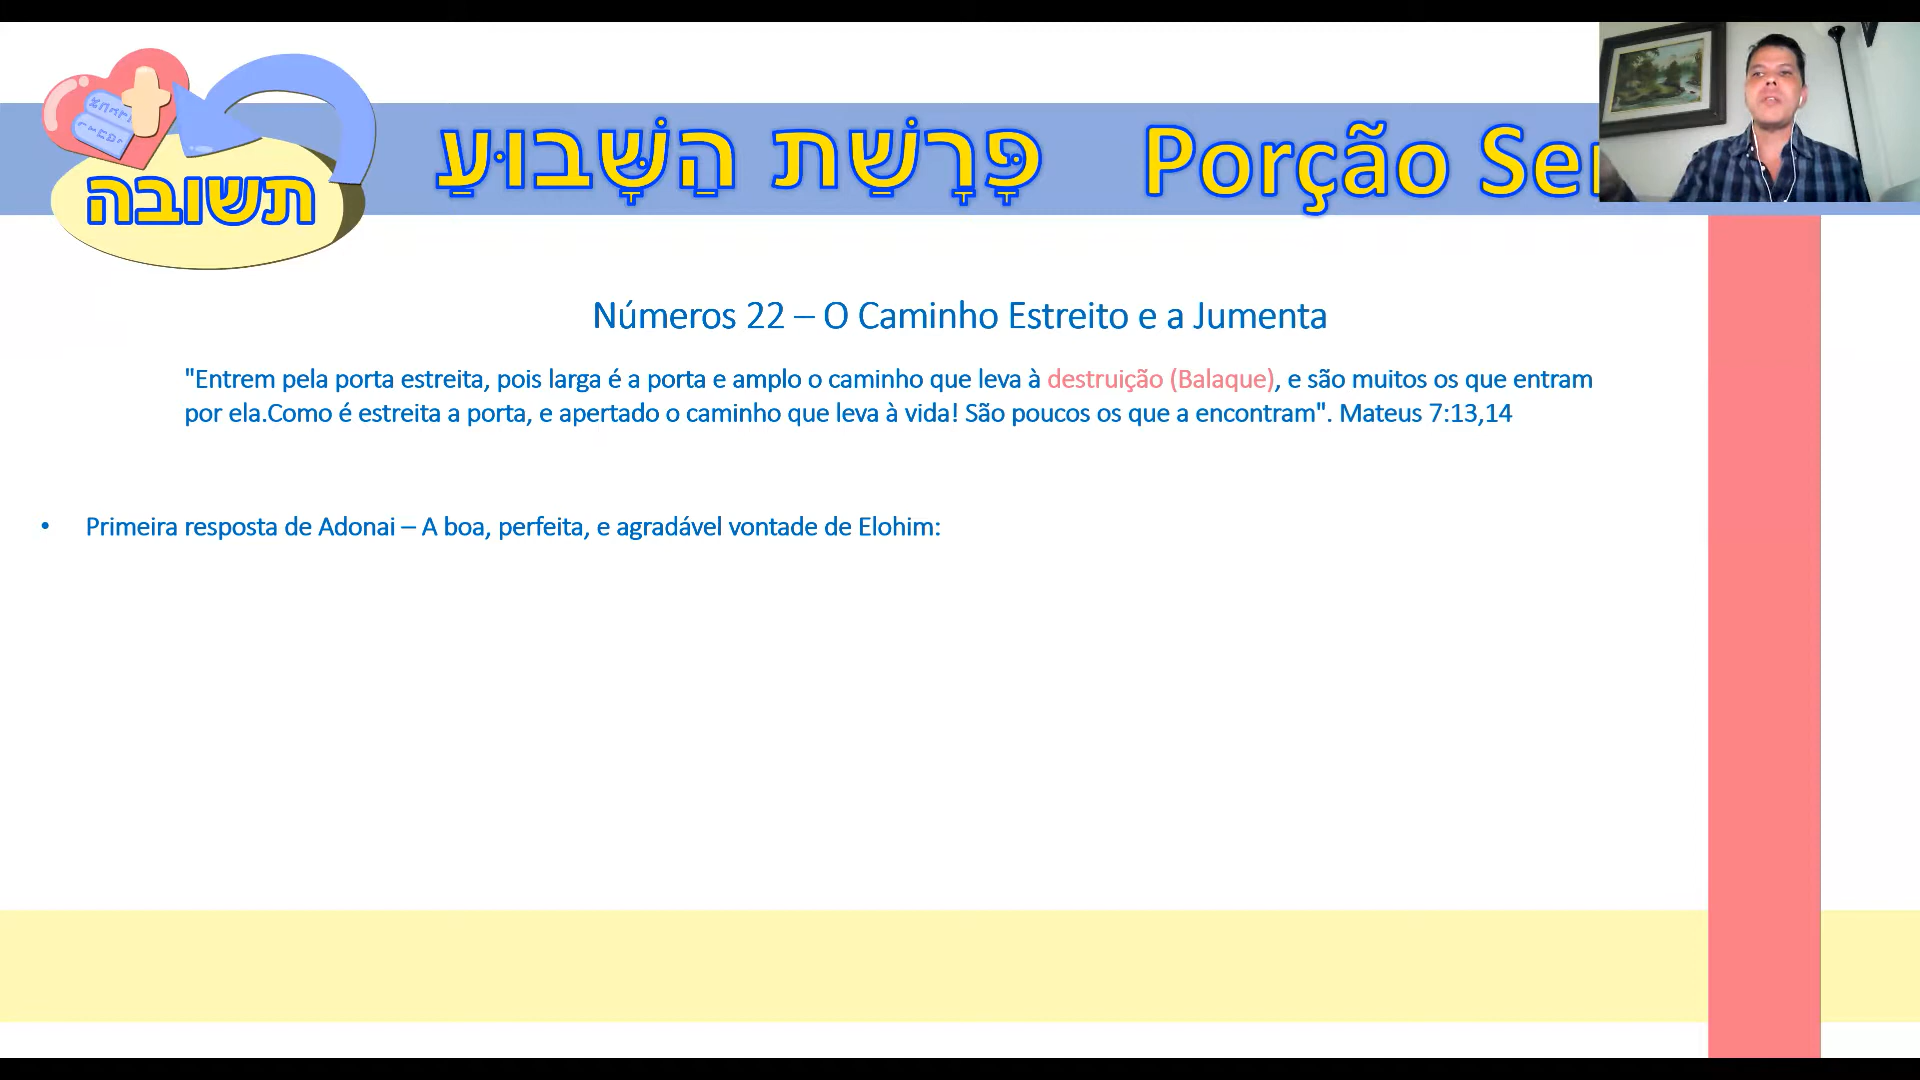 תשובה
פָּרָשַׁת הַשָּׁבוּעַ Porção
Números 22 – O Caminho Estreito e a Jumenta
"Entrem pela porta estreita, pois larga é a porta e amplo o caminho que leva à destruição (Balaque), e são muitos os que entram
por ela.Como é estreita a porta, e apertado o caminho que leva à vida! São poucos os que a encontram". Mateus 7:13,14
• Primeira resposta de Adonai – A boa, perfeita, e agradável vontade de Elohim: